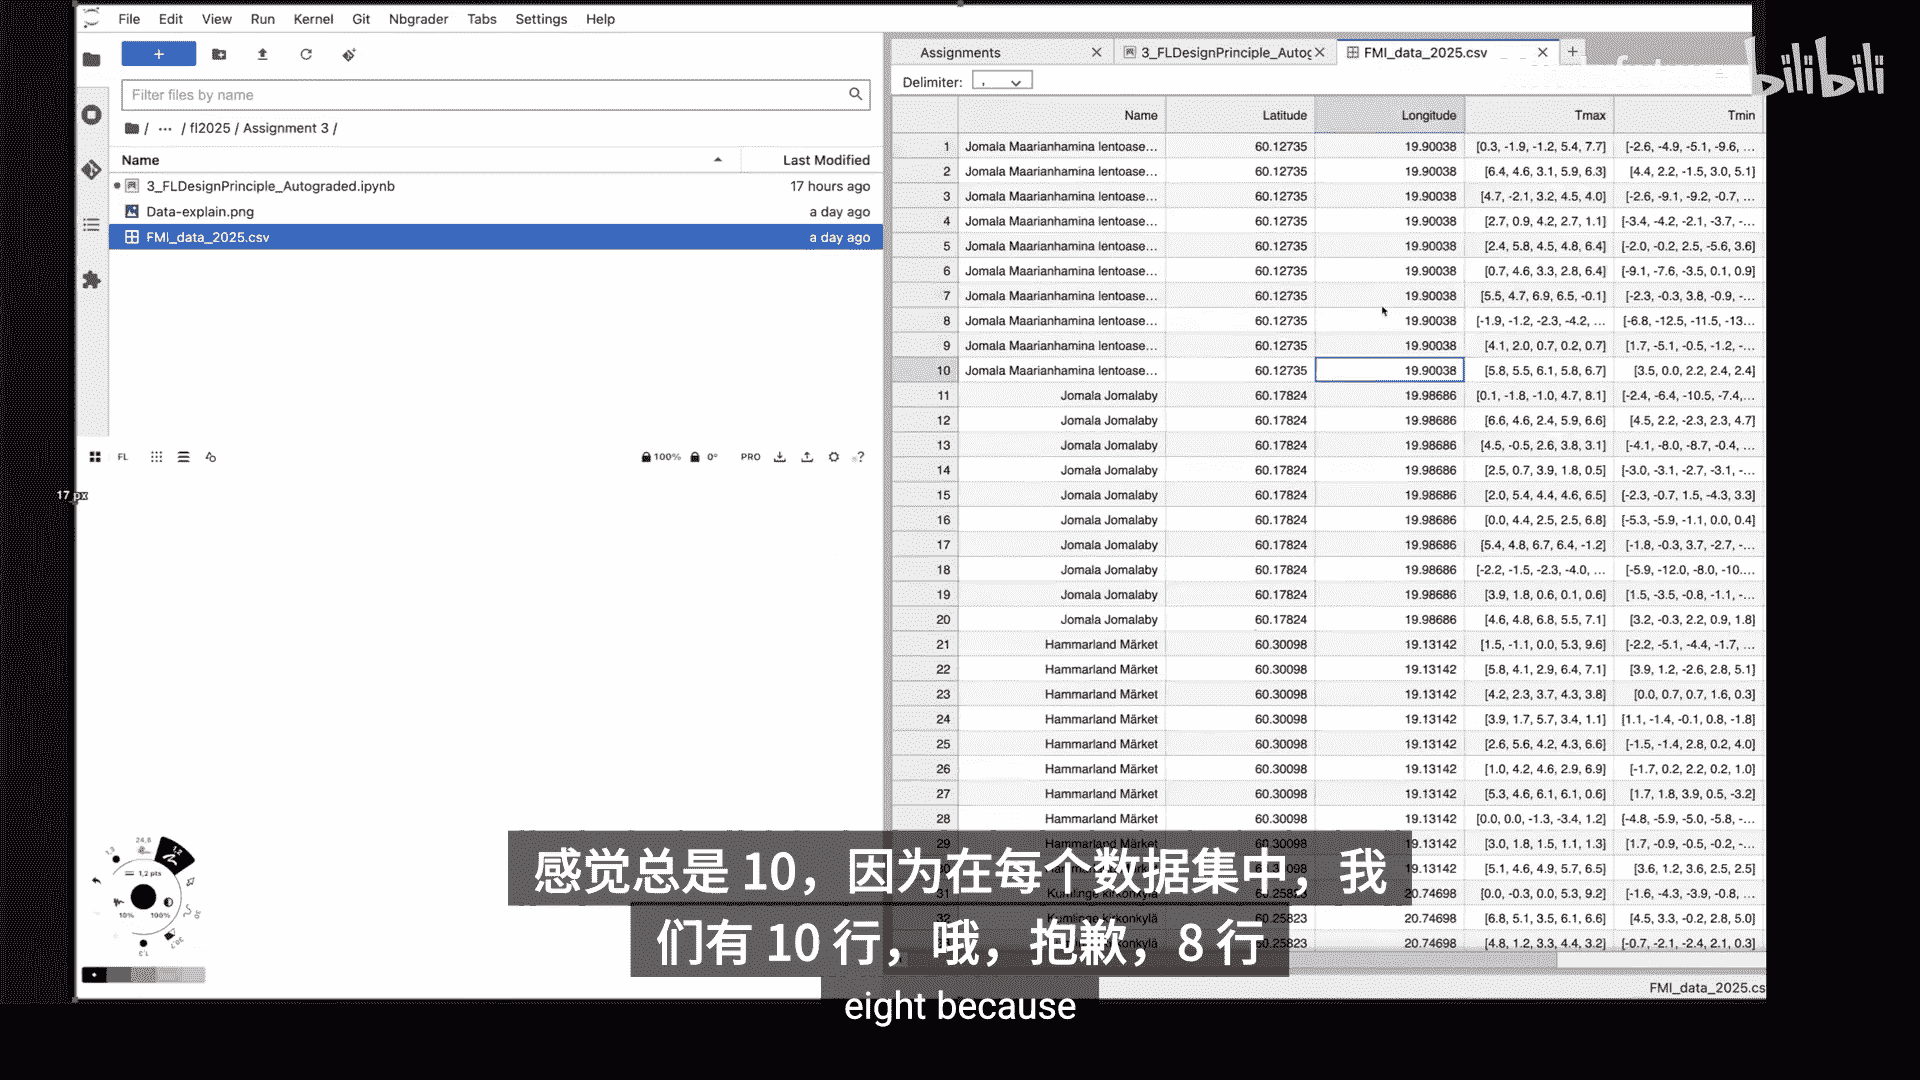 File Edit View Run Kernel Git Nbgrader Tabs Settings Help
bilibili
+
Filter files by name
/ ... / fl2025 / Assignment 3 /
Name Last Modified
3_FLDesignPrinciple_Autograded.ipynb 17 hours ago
Data-explain.png a day ago
FMI_data_2025.csv a day ago
FL 100% 0° PRO ?
17 px
1,2 pts
10% 100%
Assignments 3_FLDesignPrinciple_Autog FMI_data_2025.csv +
Delimiter: ,
Name Latitude Longitude Tmax Tmin
1 Jomala Maarianhamina lentoase... 60.12735 19.90038 [0.3, -1.9, -1.2, 5.4, 7.7] [-2.6, -4.9, -5.1, -9.6, ...
2 Jomala Maarianhamina lentoase... 60.12735 19.90038 [6.4, 4.6, 3.1, 5.9, 6.3] [4.4, 2.2, -1.5, 3.0, 5.1]
3 Jomala Maarianhamina lentoase... 60.12735 19.90038 [4.7, -2.1, 3.2, 4.5, 4.0] [-2.6, -9.1, -9.2, -0.7, ...
4 Jomala Maarianhamina lentoase... 60.12735 19.90038 [2.7, 0.9, 4.2, 2.7, 1.1] [-3.4, -4.2, -2.1, -3.7, -...
5 Jomala Maarianhamina lentoase... 60.12735 19.90038 [2.4, 5.8, 4.5, 4.8, 6.4] [-2.0, -0.2, 2.5, -5.6, 3.6]
6 Jomala Maarianhamina lentoase... 60.12735 19.90038 [0.7, 4.6, 3.3, 2.8, 6.4] [-9.1, -7.6, -3.5, 0.1, 0.9]
7 Jomala Maarianhamina lentoase... 60.12735 19.90038 [5.5, 4.7, 6.9, 6.5, -0.1] [-2.3, -0.3, 3.8, -0.9, -...
8 Jomala Maarianhamina lentoase... 60.12735 19.90038 [-1.9, -1.2, -2.3, -4.2, ... [-6.8, -12.5, -11.5, -13...
9 Jomala Maarianhamina lentoase... 60.12735 19.90038 [4.1, 2.0, 0.7, 0.2, 0.7] [1.7, -5.1, -0.5, -1.2, -...
10 Jomala Maarianhamina lentoase... 60.12735 19.90038 [5.8, 5.5, 6.1, 5.8, 6.7] [3.5, 0.0, 2.2, 2.4, 2.4]
11 Jomala Jomalaby 60.17824 19.98686 [0.1, -1.8, -1.0, 4.7, 8.1] [-2.4, -6.4, -10.5, -7.4,...
12 Jomala Jomalaby 60.17824 19.98686 [6.6, 4.6, 2.4, 5.9, 6.6] [4.5, 2.2, -2.3, 2.3, 4.7]
13 Jomala Jomalaby 60.17824 19.98686 [4.5, -0.5, 2.6, 3.8, 3.1] [-4.1, -8.0, -8.7, -0.4, ...
14 Jomala Jomalaby 60.17824 19.98686 [2.5, 0.7, 3.9, 1.8, 0.5] [-3.0, -3.1, -2.7, -3.1, -...
15 Jomala Jomalaby 60.17824 19.98686 [2.0, 5.4, 4.4, 4.6, 6.5] [-2.3, -0.7, 1.5, -4.3, 3.3]
16 Jomala Jomalaby 60.17824 19.98686 [0.0, 4.4, 2.5, 2.5, 6.8] [-5.3, -5.9, -1.1, 0.0, 0.4]
17 Jomala Jomalaby 60.17824 19.98686 [5.4, 4.8, 6.7, 6.4, -1.2] [-1.8, -0.3, 3.7, -2.7, -...
18 Jomala Jomalaby 60.17824 19.98686 [-2.2, -1.5, -2.3, -4.0, ... [-5.9, -12.0, -8.0, -10....
19 Jomala Jomalaby 60.17824 19.98686 [3.9, 1.8, 0.6, 0.1, 0.6] [1.5, -3.5, -0.8, -1.1, -...
20 Jomala Jomalaby 60.17824 19.98686 [4.6, 4.8, 6.8, 5.5, 7.1] [3.2, -0.3, 2.2, 0.9, 1.8]
21 Hammarland Märket 60.30098 19.13142 [1.5, -1.1, 0.0, 5.3, 9.6] [-2.2, -5.1, -4.4, -1.7, ...
22 Hammarland Märket 60.30098 19.13142 [5.8, 4.1, 2.9, 6.4, 7.1] [3.9, 1.2, -2.6, 2.8, 5.1]
23 Hammarland Märket 60.30098 19.13142 [4.2, 2.3, 3.7, 4.3, 3.8] [0.0, 0.7, 0.7, 1.6, 0.3]
24 Hammarland Märket 60.30098 19.13142 [3.9, 1.7, 5.7, 3.4, 1.1] [1.1, -1.4, -0.1, 0.8, -1.8]
25 Hammarland Märket 60.30098 19.13142 [2.6, 5.6, 4.2, 4.3, 6.6] [-1.5, -1.4, 2.8, 0.2, 4.0]
26 Hammarland Märket 60.30098 19.13142 [1.0, 4.2, 4.6, 2.9, 6.9] [-1.7, 0.2, 2.2, 0.2, 1.0]
27 Hammarland Märket 60.30098 19.13142 [5.3, 4.6, 6.1, 6.1, 0.6] [1.7, 1.8, 3.9, 0.5, -3.2]
28 Hammarland Märket 60.30098 19.13142 [0.0, 0.0, -1.3, -3.4, 1.2] [-4.8, -5.9, -5.0, -5.8, -...
29 Hammarland Märket 60.30098 19.13142 [3.0, 1.8, 1.5, 1.1, 1.3] [1.7, -0.9, -0.5, -0.2, -...
19.13142 [5.1, 4.6, 4.9, 5.7, 6.5] [3.6, 1.2, 3.6, 2.5, 2.5]
31 Kumlinge kirkonkylä 60.25823 20.74698 [0.0, -0.3, 0.0, 5.3, 9.2] [-1.6, -4.3, -3.9, -0.8, ...
32 Kumlinge kirkonkylä 60.25823 20.74698 [6.8, 5.1, 3.5, 6.1, 6.6] [4.5, 3.3, -0.2, 2.8, 5.0]
60.25823 20.74698 [4.8, 1.2, 3.3, 4.4, 3.2] [-0.7, -2.1, -2.4, 2.1, 0.3]
FMI_data_2025.cs
感觉总是 10，因为在每个数据集中，我
们有 10 行，哦，抱歉，8 行
eight because